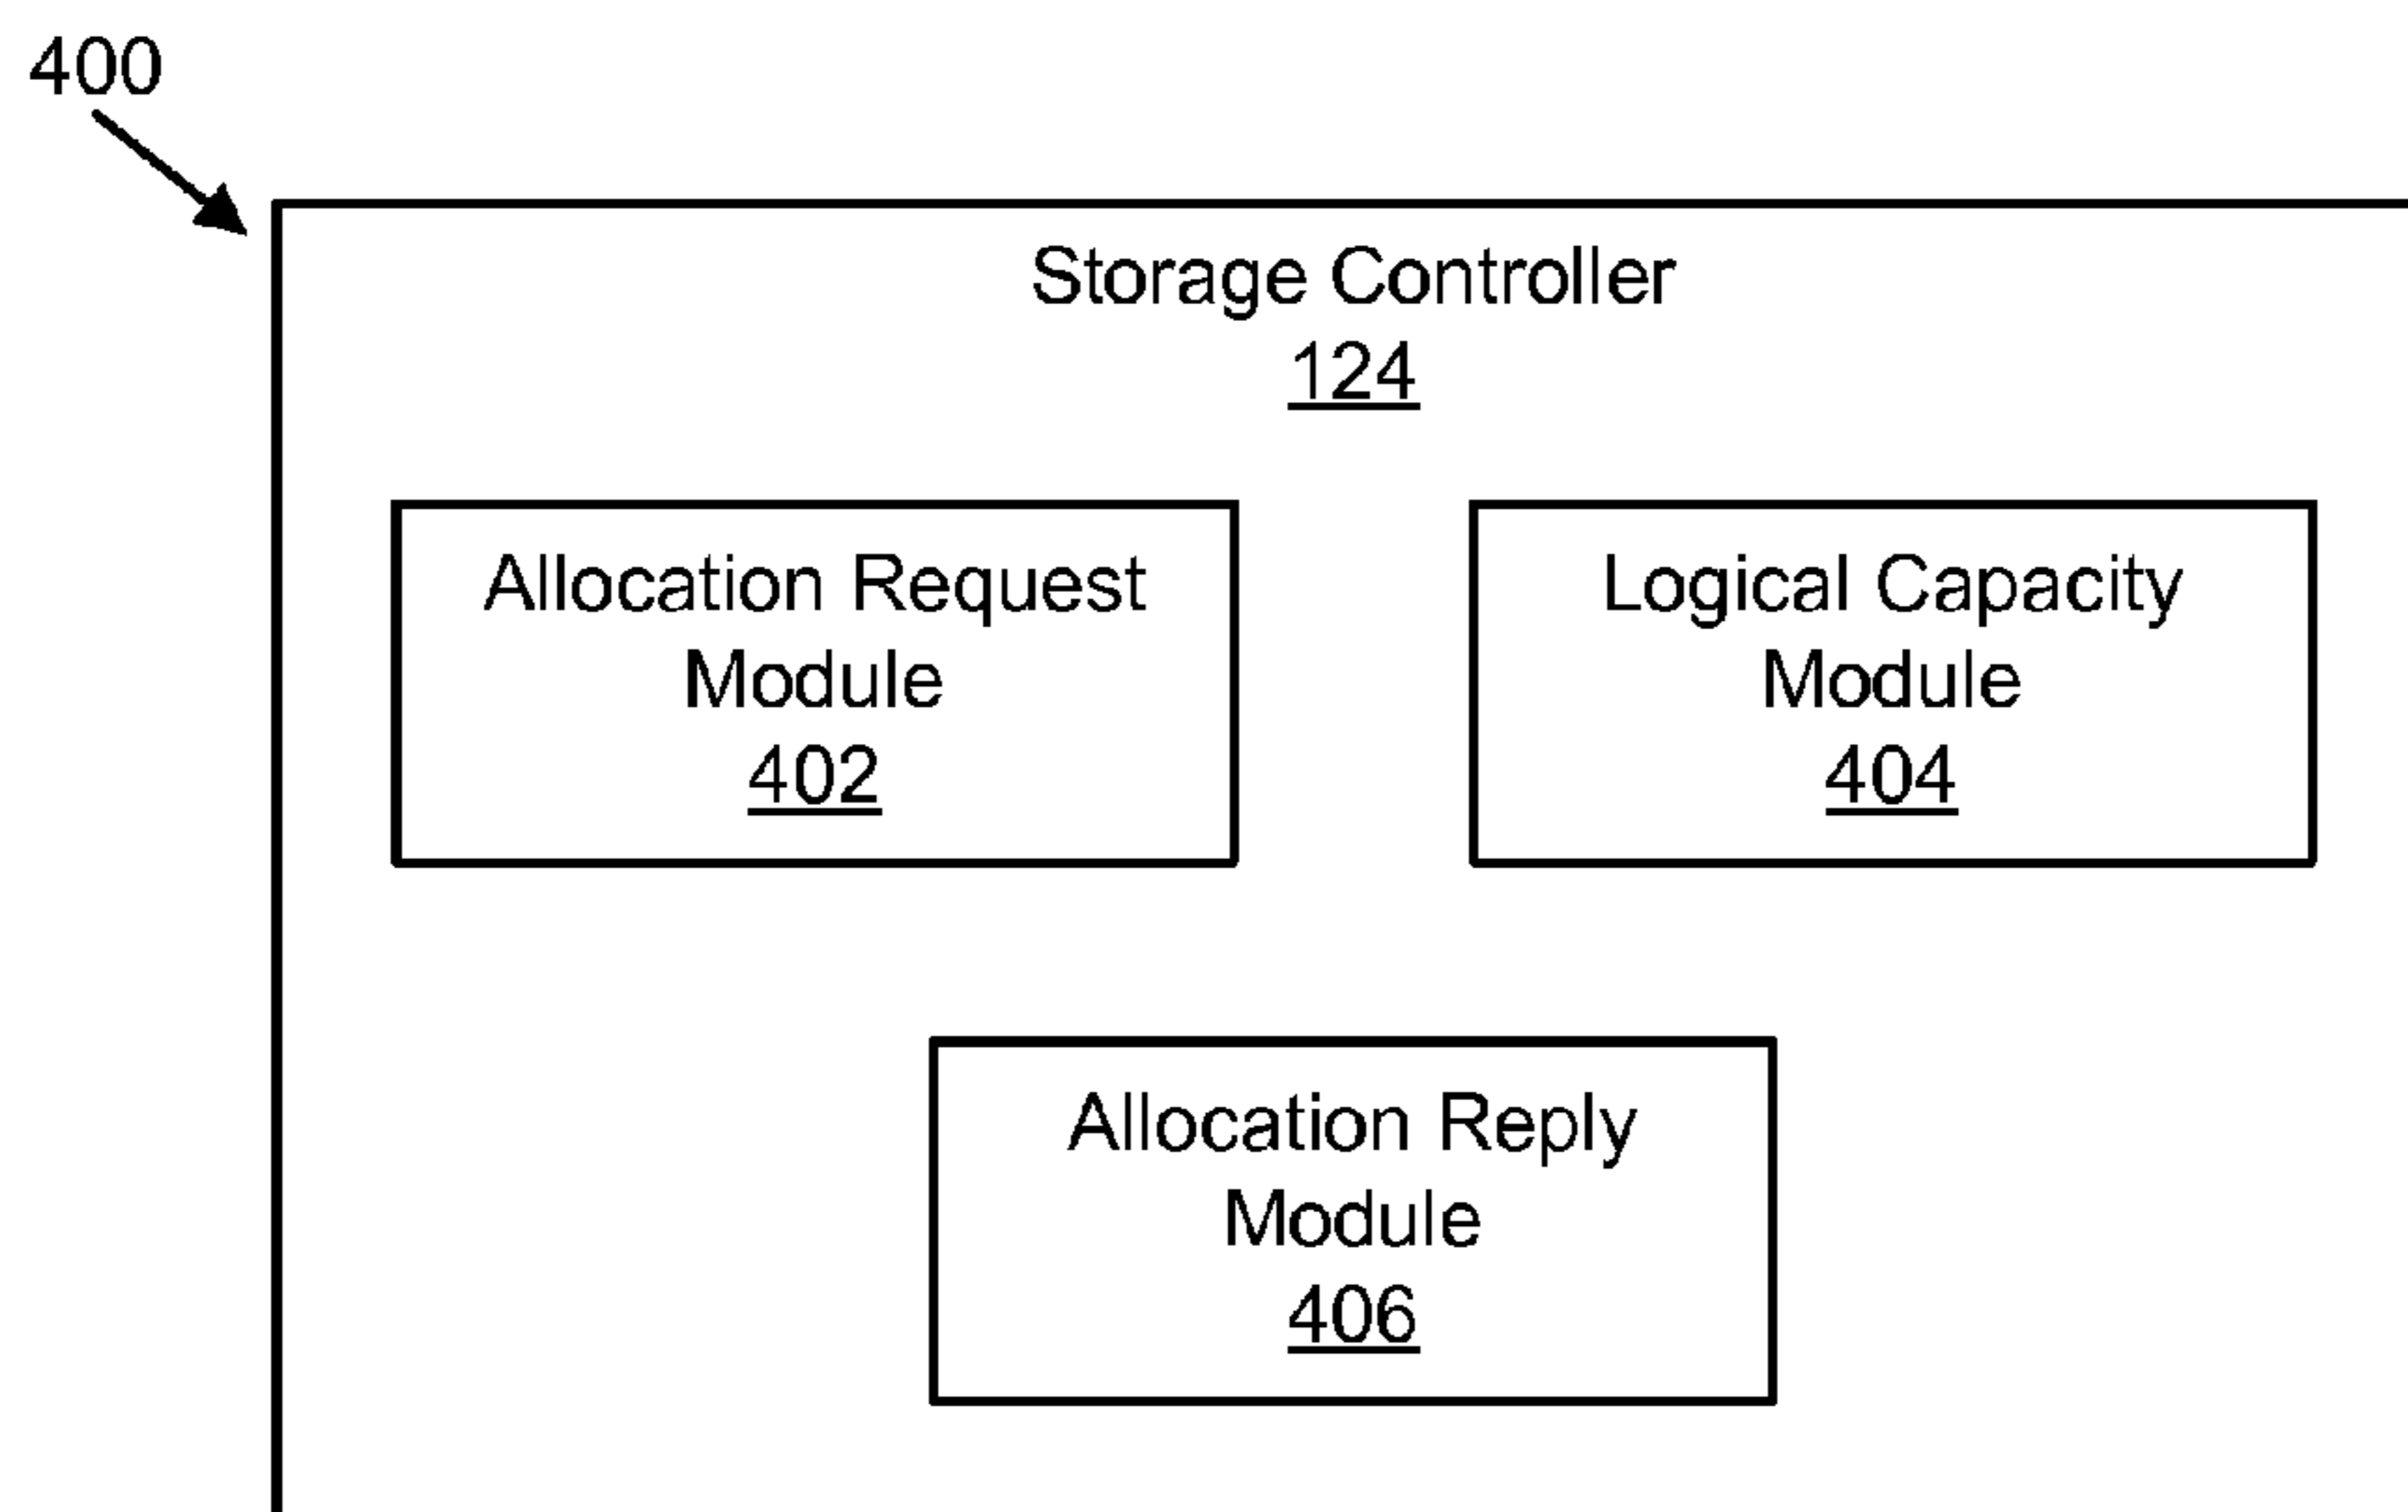 400
Storage Controller
124
Allocation Request
Module
402
Logical Capacity
Module
404
Allocation Reply
Module
406